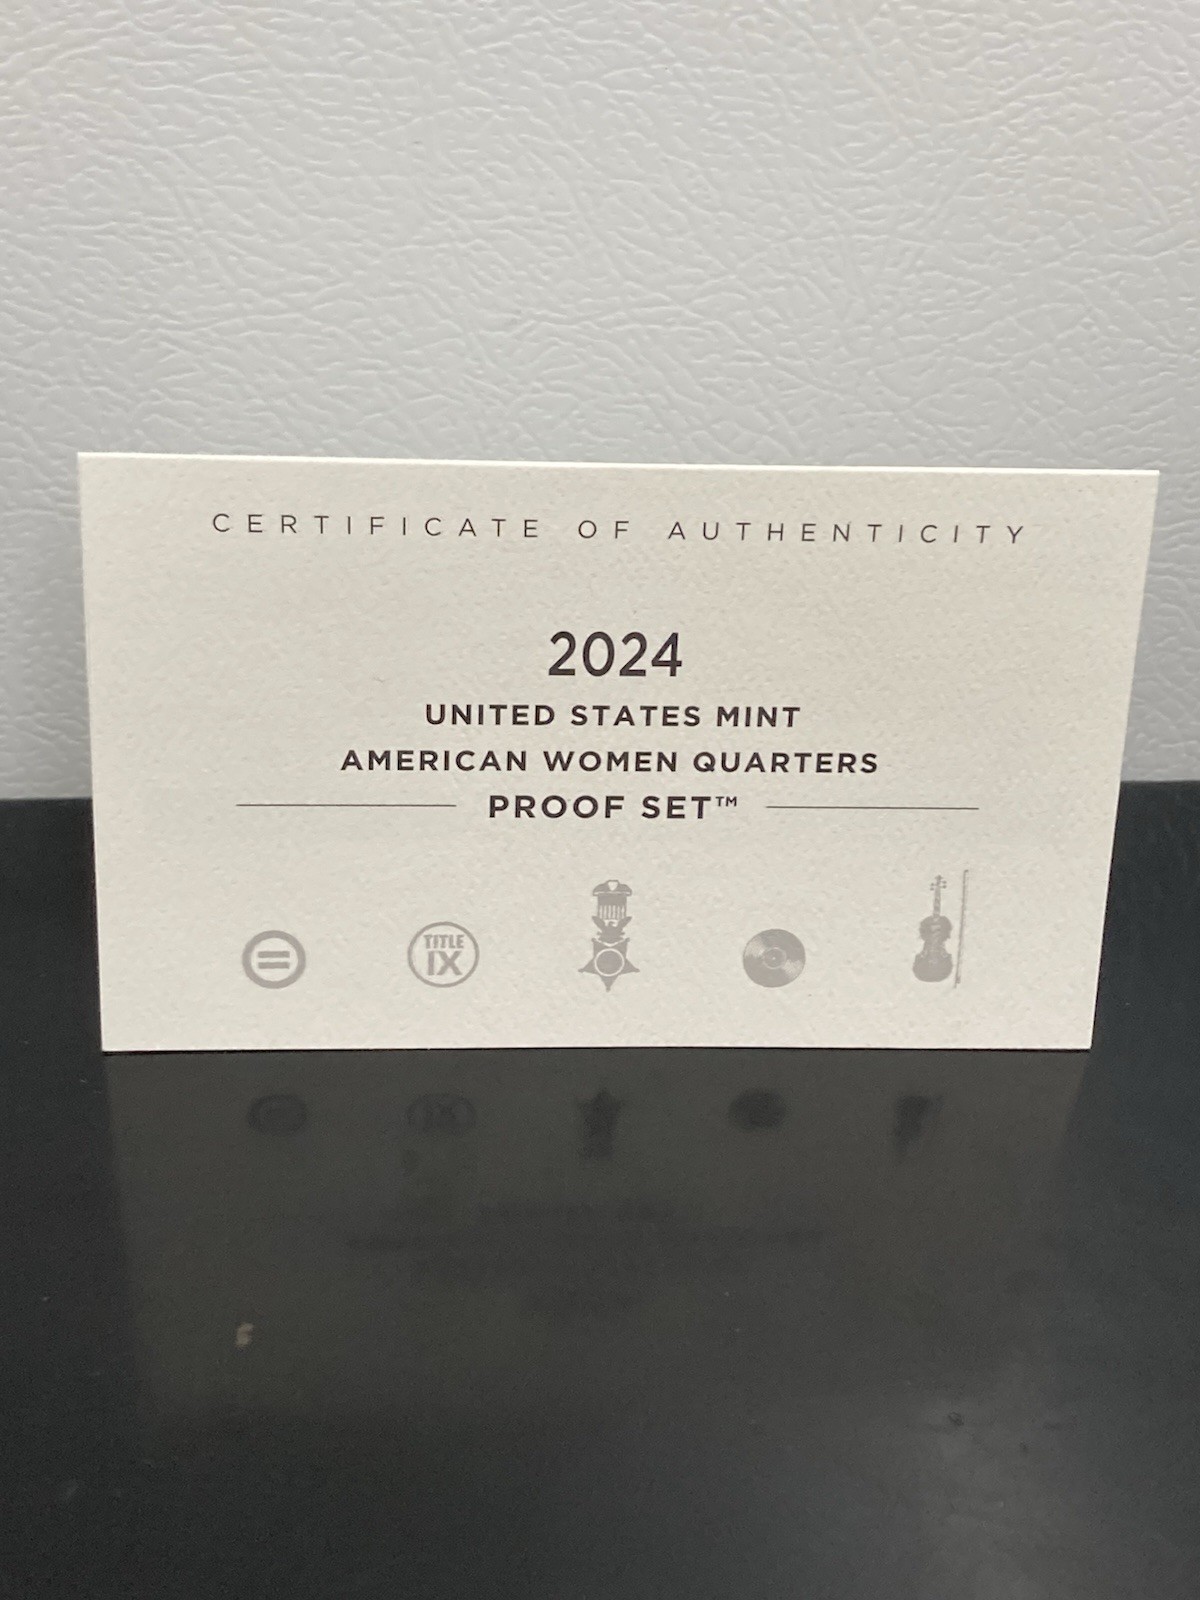 CERTIFICATE OF AUTHENTICITY
2024
UNITED STATES MINT
AMERICAN WOMEN QUARTERS
PROOF SET™
TITLE
IX